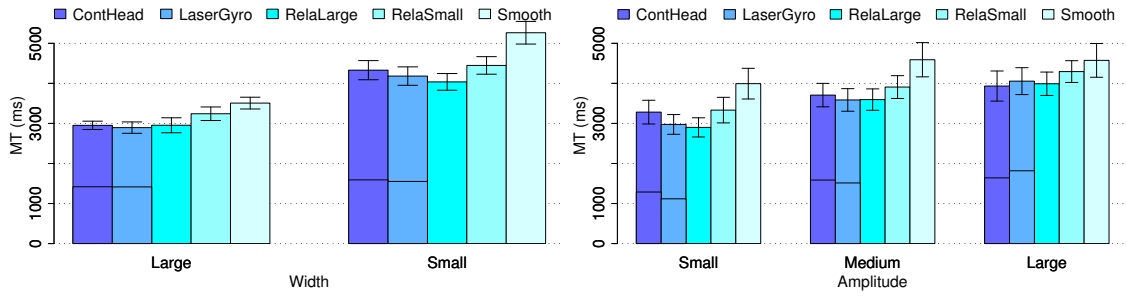 ContHead LaserGyro RelaLarge RelaSmall Smooth
MT (ms)
5000
3000
1000
0
Large Small
Width
ContHead LaserGyro RelaLarge RelaSmall Smooth
MT (ms)
5000
3000
1000
0
Small Medium Large
Amplitude